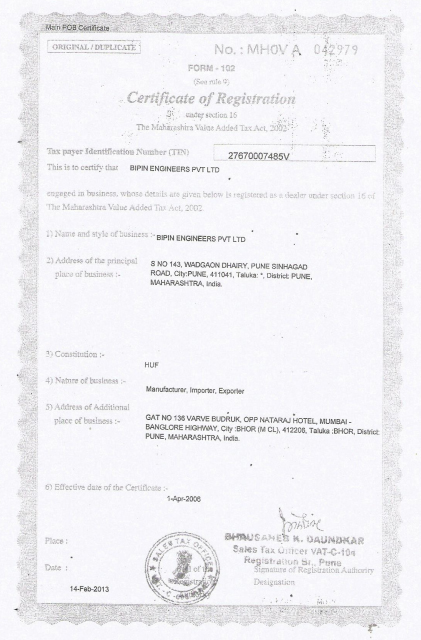 Main POB Certificate
ORIGINAL / DUPLICATE
No. : MH0V A 042979
FORM - 102
(See rule 9)
Certificate of Registration
under section 16
The Maharashtra Value Added Tax Act, 2002
Tax payer Identification Number (TIN) 27670007485V
This is to certify that BIPIN ENGINEERS PVT LTD
engaged in business, whose details are given below is registered as a dealer under section 16 of
The Maharashtra Value Added Tax Act, 2002.
1) Name and style of business :- BIPIN ENGINEERS PVT LTD
2) Address of the principal
place of business :-
S NO 143, WADGAON DHAIRY, PUNE SINHAGAD
ROAD, City:PUNE, 411041, Taluka: *, District: PUNE,
MAHARASHTRA, India.
3) Constitution :-
HUF
4) Nature of business :-
Manufacturer, Importer, Exporter
5) Address of Additional
place of business :-
GAT NO 136 VARVE BUDRUK, OPP NATARAJ HOTEL, MUMBAI -
BANGLORE HIGHWAY, City :BHOR (M CL), 412206, Taluka :BHOR, District:
PUNE, MAHARASHTRA, India.
6) Effective date of the Certificate :-
1-Apr-2006
BHAUSAHEB K. DAUNDKAR
Sales Tax Officer VAT-C-104
Registration Br., Pune
Place :
SALES TAX OFFICER
Date :
Signature of Registration Authority
Designation
14-Feb-2013